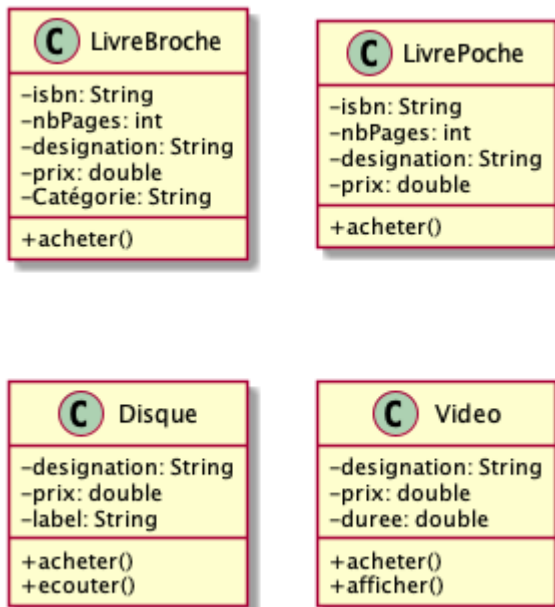 C LivreBroche
-isbn: String
-nbPages: int
-designation: String
-prix: double
-Catégorie: String
+acheter()
C LivrePoche
-isbn: String
-nbPages: int
-designation: String
-prix: double
+acheter()
C Disque
-designation: String
-prix: double
-label: String
+acheter()
+ecouter()
C Video
-designation: String
-prix: double
-duree: double
+acheter()
+afficher()